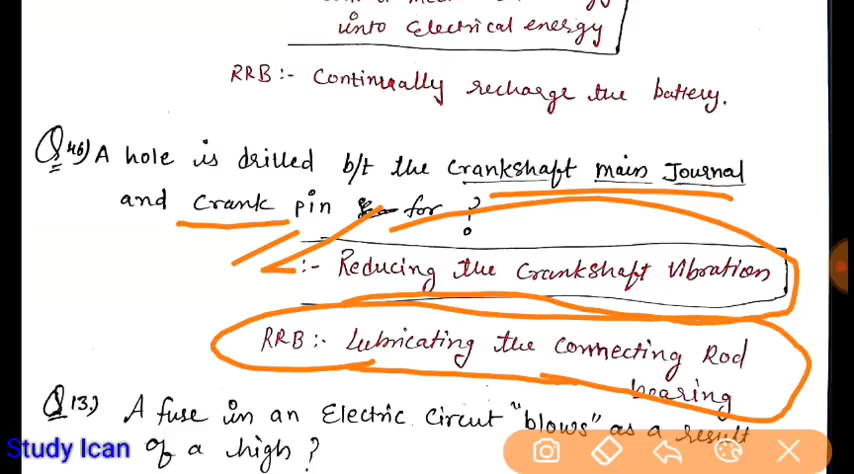 into Electrical energy
RRB:- Continually recharge the battery.
Q46) A hole is drilled b/t the crankshaft main Journal
and crank pin for ?
:- Reducing the crankshaft vibration
RRB:- Lubricating the connecting Rod
bearing
Q13.) A fuse in an Electric Circuit "blows" as a result
of a high?
Study Ican